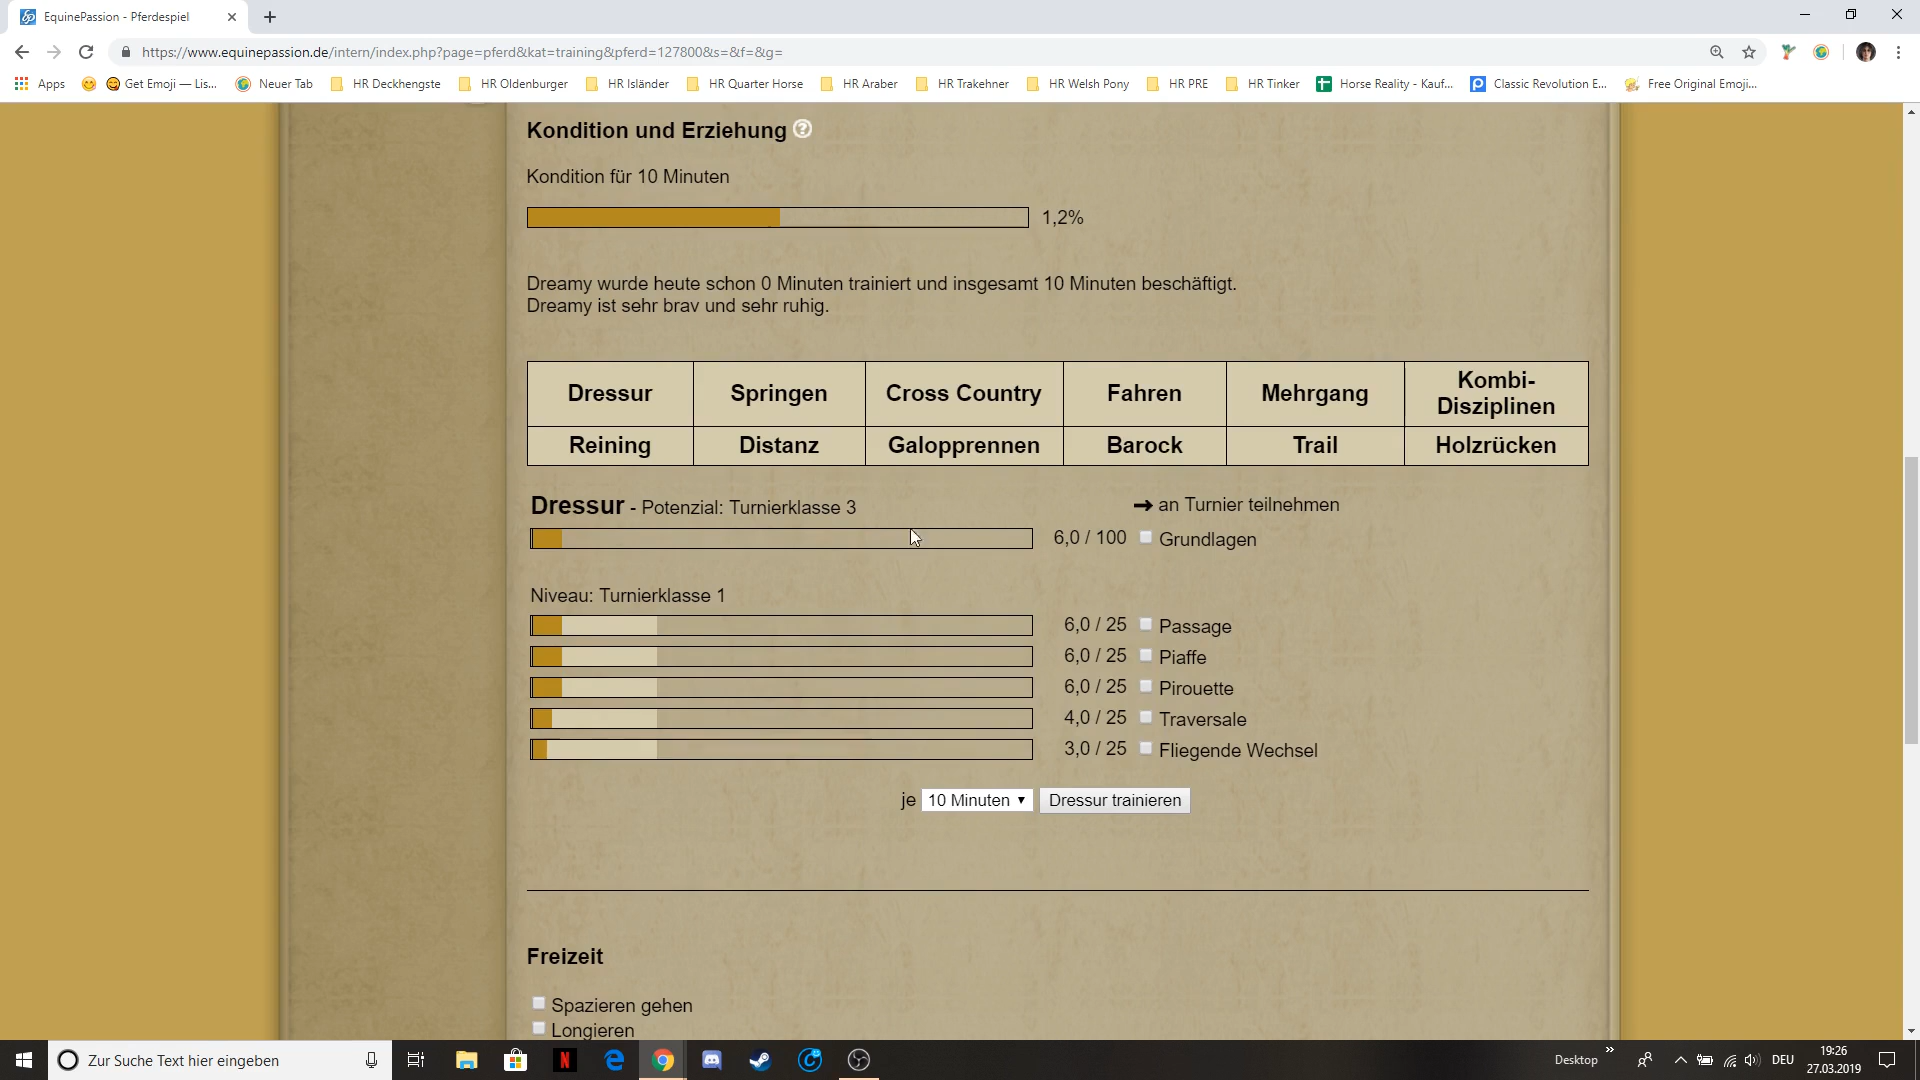 EquinePassion - Pferdespiel
https://www.equinepassion.de/intern/index.php?page=pferd&kat=training&pferd=127800&s=&f=&g=
Apps Get Emoji — Lis... Neuer Tab HR Deckhengste HR Oldenburger HR Isländer HR Quarter Horse HR Araber HR Trakehner HR Welsh Pony HR PRE HR Tinker Horse Reality - Kauf... Classic Revolution E... Free Original Emoji...
Kondition und Erziehung ?
Kondition für 10 Minuten
1,2%
Dreamy wurde heute schon 0 Minuten trainiert und insgesamt 10 Minuten beschäftigt.
Dreamy ist sehr brav und sehr ruhig.
Dressur Springen Cross Country Fahren Mehrgang Kombi-
Disziplinen
Reining Distanz Galopprennen Barock Trail Holzrücken
Dressur - Potenzial: Turnierklasse 3 ➞ an Turnier teilnehmen
6,0 / 100 Grundlagen
Niveau: Turnierklasse 1
6,0 / 25 Passage
6,0 / 25 Piaffe
6,0 / 25 Pirouette
4,0 / 25 Traversale
3,0 / 25 Fliegende Wechsel
je 10 Minuten Dressur trainieren
Freizeit
Spazieren gehen
Longieren
Zur Suche Text hier eingeben Desktop » DEU 19:26
27.03.2019